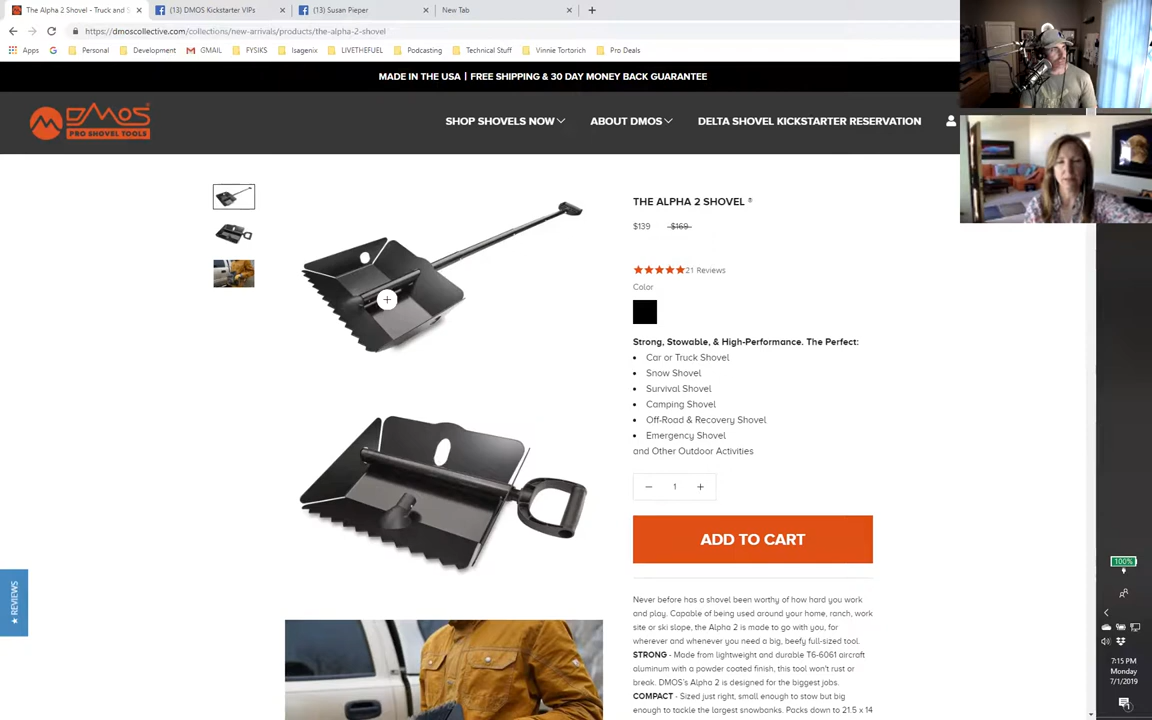 The Alpha 2 Shovel - Truck and S
(13) DMOS Kickstarter VIPs
(13) Susan Pieper
New Tab
https://dmoscollective.com/collections/new-arrivals/products/the-alpha-2-shovel
Apps
Personal
Development
GMAIL
FYSIKS
Isagenix
LIVETHEFUEL
Podcasting
Technical Stuff
Vinnie Tortorich
Pro Deals
MADE IN THE USA | FREE SHIPPING & 30 DAY MONEY BACK GUARANTEE
DMOS
PRO SHOVEL TOOLS
SHOP SHOVELS NOW
ABOUT DMOS
DELTA SHOVEL KICKSTARTER RESERVATION
THE ALPHA 2 SHOVEL ®
$139 $169
21 Reviews
Color
Strong, Stowable, & High-Performance. The Perfect:
• Car or Truck Shovel
• Snow Shovel
• Survival Shovel
• Camping Shovel
• Off-Road & Recovery Shovel
• Emergency Shovel
and Other Outdoor Activities
− 1 +
ADD TO CART
Never before has a shovel been worthy of how hard you work
and play. Capable of being used around your home, ranch, work
site or ski slope, the Alpha 2 is made to go with you, for
wherever and whenever you need a big, beefy full-sized tool.
STRONG - Made from lightweight and durable T6-6061 aircraft
aluminum with a powder coated finish, this tool won't rust or
break. DMOS's Alpha 2 is designed for the biggest jobs.
COMPACT - Sized just right, small enough to stow but big
enough to tackle the largest snowbanks. Packs down to 21.5 x 14
★ REVIEWS
100%
7:15 PM
Monday
7/1/2019